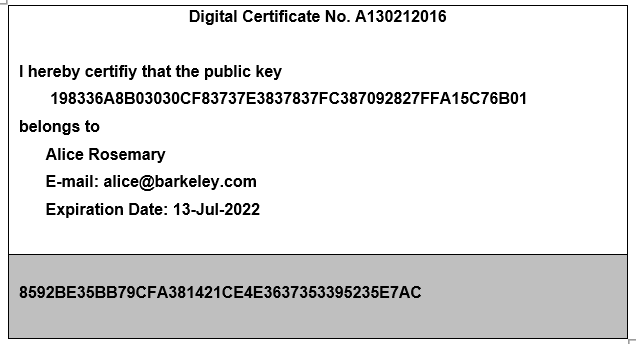 Digital Certificate No. A130212016
I hereby certifiy that the public key
198336A8B03030CF83737E3837837FC387092827FFA15C76B01
belongs to
Alice Rosemary
E-mail: alice@barkeley.com
Expiration Date: 13-Jul-2022
8592BE35BB79CFA381421CE4E3637353395235E7AC